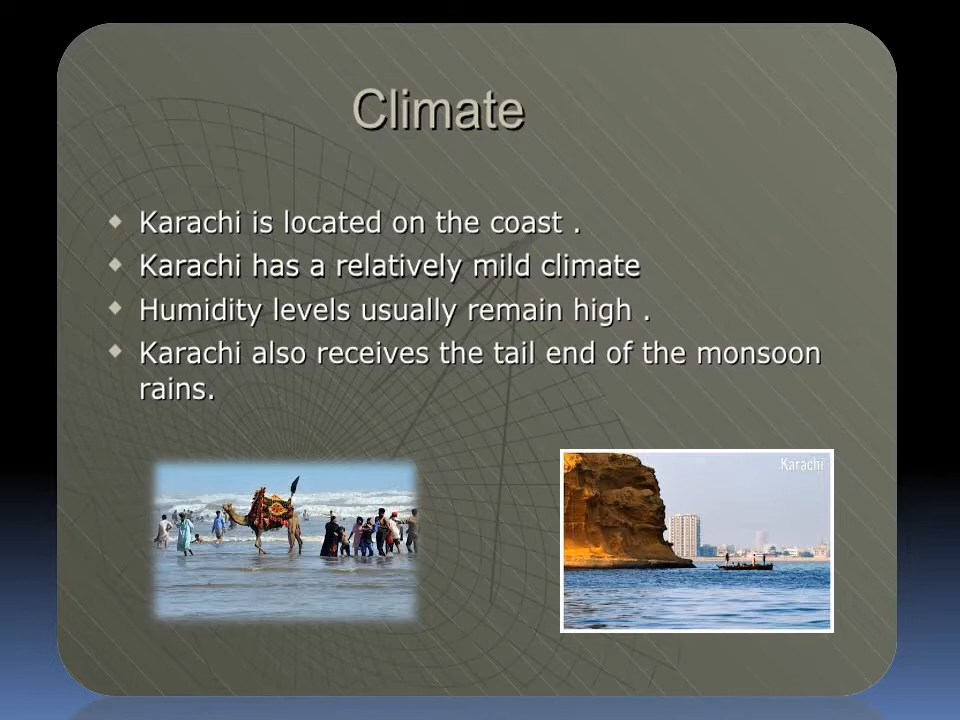 Climate
Karachi is located on the coast .
Karachi has a relatively mild climate
Humidity levels usually remain high .
Karachi also receives the tail end of the monsoon
rains.
Karachi